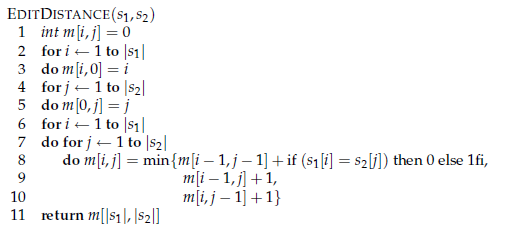 EDITDISTANCE(s1,s2)
1 int m[i,j] = 0
2 for i ← 1 to |s1|
3 do m[i,0] = i
4 for j ← 1 to |s2|
5 do m[0,j] = j
6 for i ← 1 to |s1|
7 do for j ← 1 to |s2|
8 do m[i,j] = min{m[i − 1,j − 1] + if (s1[i] = s2[j]) then 0 else 1fi,
9 m[i − 1,j] + 1,
10 m[i,j − 1] + 1}
11 return m[|s1|,|s2|]